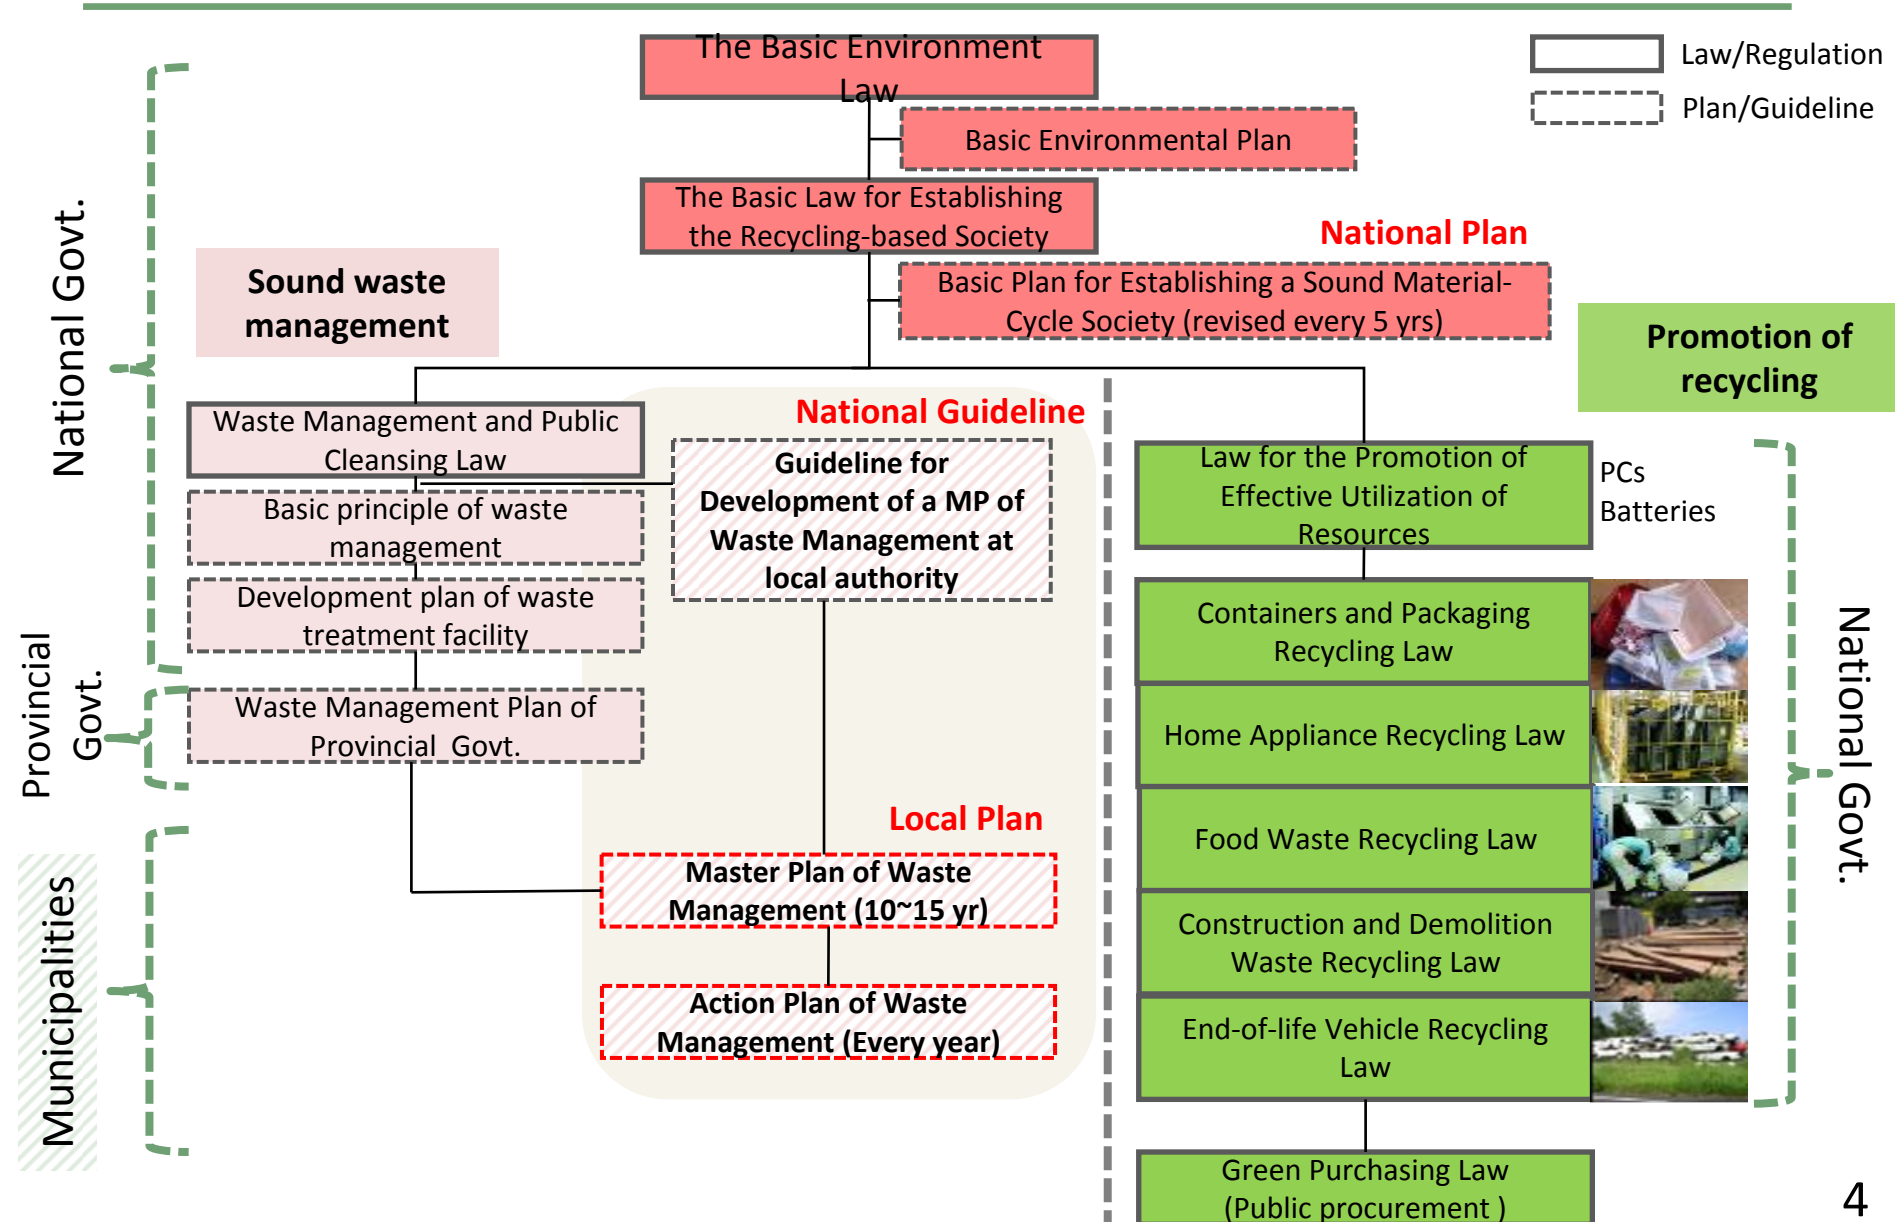 The Basic Environment
Law
Law/Regulation
Plan/Guideline
Basic Environmental Plan
The Basic Law for Establishing
the Recycling-based Society
National Plan
Basic Plan for Establishing a Sound Material-
Cycle Society (revised every 5 yrs)
National Govt.
Sound waste
management
Promotion of
recycling
Waste Management and Public
Cleansing Law
National Guideline
Guideline for
Development of a MP of
Waste Management at
local authority
Basic principle of waste
management
Development plan of waste
treatment facility
Provincial
Govt.
Waste Management Plan of
Provincial  Govt.
Local Plan
Municipalities
Master Plan of Waste
Management (10~15 yr)
Action Plan of Waste
Management (Every year)
Law for the Promotion of
Effective Utilization of
Resources
PCs
Batteries
Containers and Packaging
Recycling Law
Home Appliance Recycling Law
Food Waste Recycling Law
Construction and Demolition
Waste Recycling Law
End-of-life Vehicle Recycling
Law
National Govt.
Green Purchasing Law
(Public procurement )
4